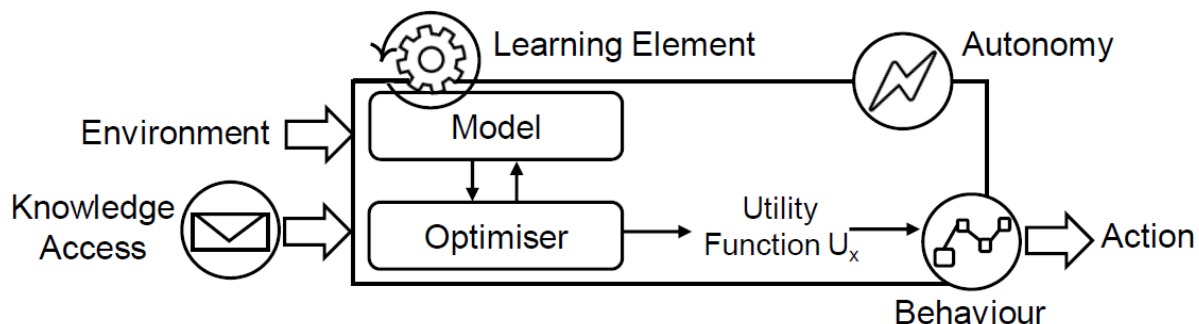 Learning Element
Autonomy
Environment
Model
Knowledge
Access
Optimiser
Utility
Function Uₓ
Action
Behaviour